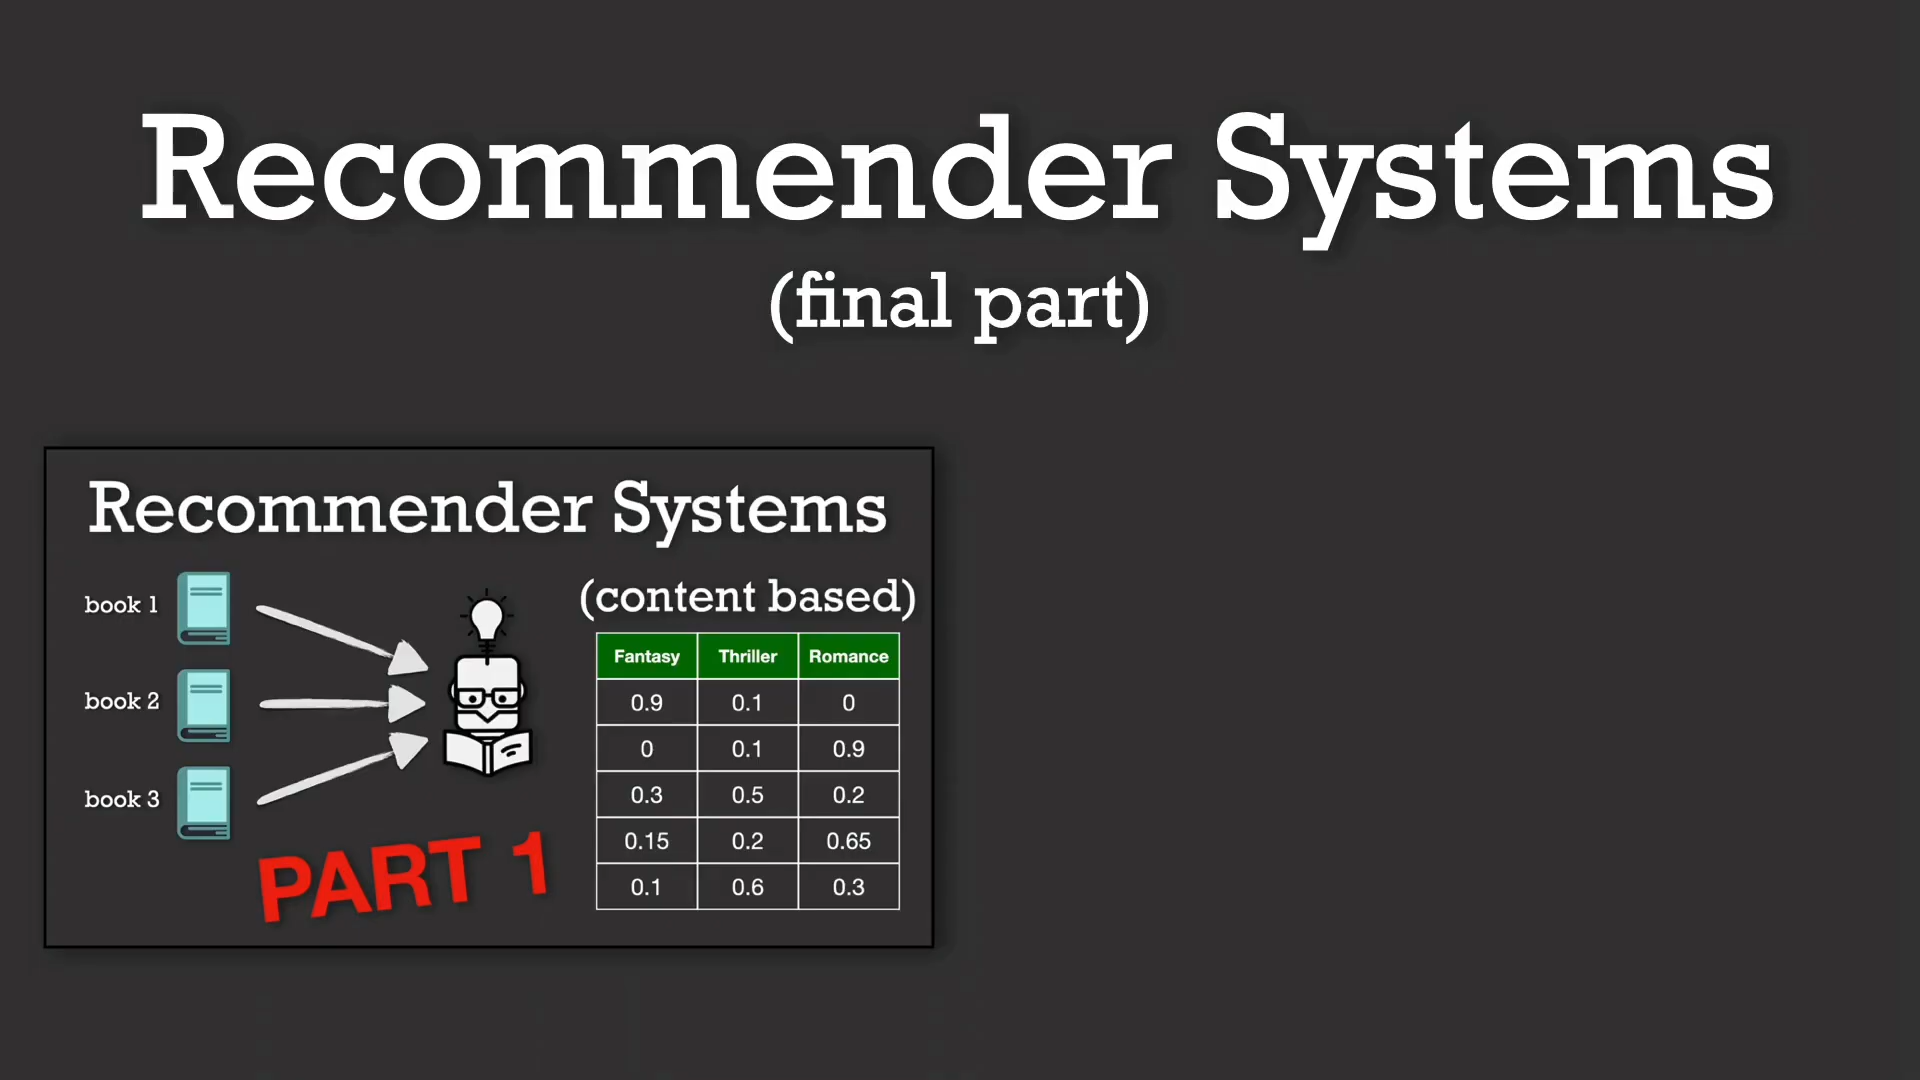 Recommender Systems
(final part)
Recommender Systems
(content based)
book 1
book 2
book 3
PART 1
Fantasy Thriller Romance
0.9 0.1 0
0 0.1 0.9
0.3 0.5 0.2
0.15 0.2 0.65
0.1 0.6 0.3